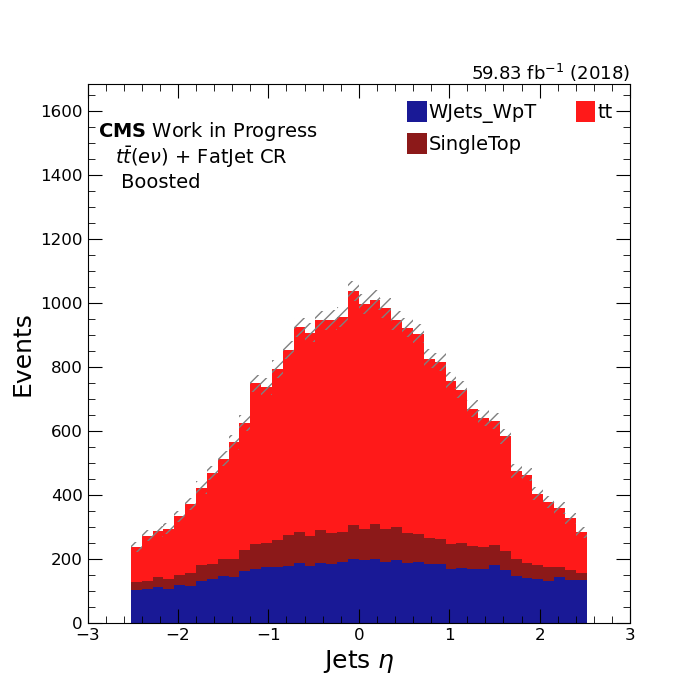 59.83 fb⁻¹ (2018)
WJets_WpT tt
SingleTop
CMS Work in Progress
tt̄(eν) + FatJet CR
Boosted
1600
1400
1200
1000
800
600
400
200
0
Events
−3 −2 −1 0 1 2 3
Jets η